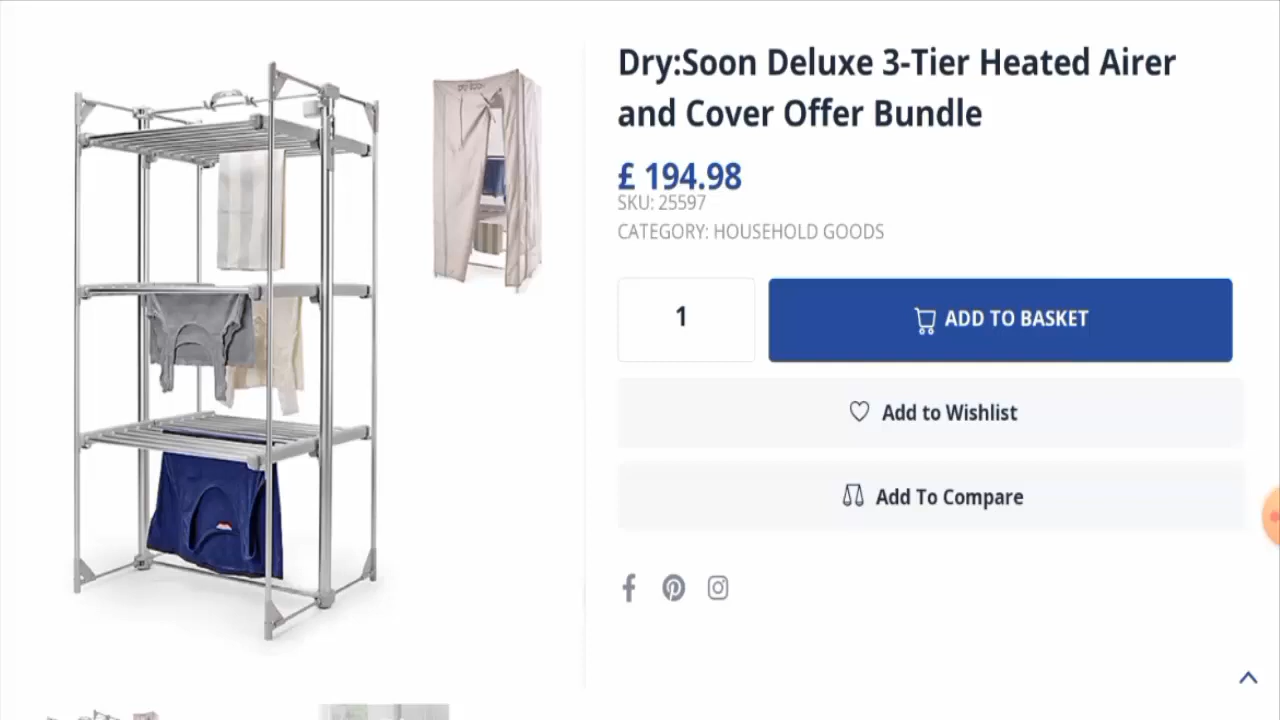 Dry:Soon Deluxe 3-Tier Heated Airer
and Cover Offer Bundle
£ 194.98
SKU: 25597
CATEGORY: HOUSEHOLD GOODS
1
ADD TO BASKET
Add to Wishlist
Add To Compare